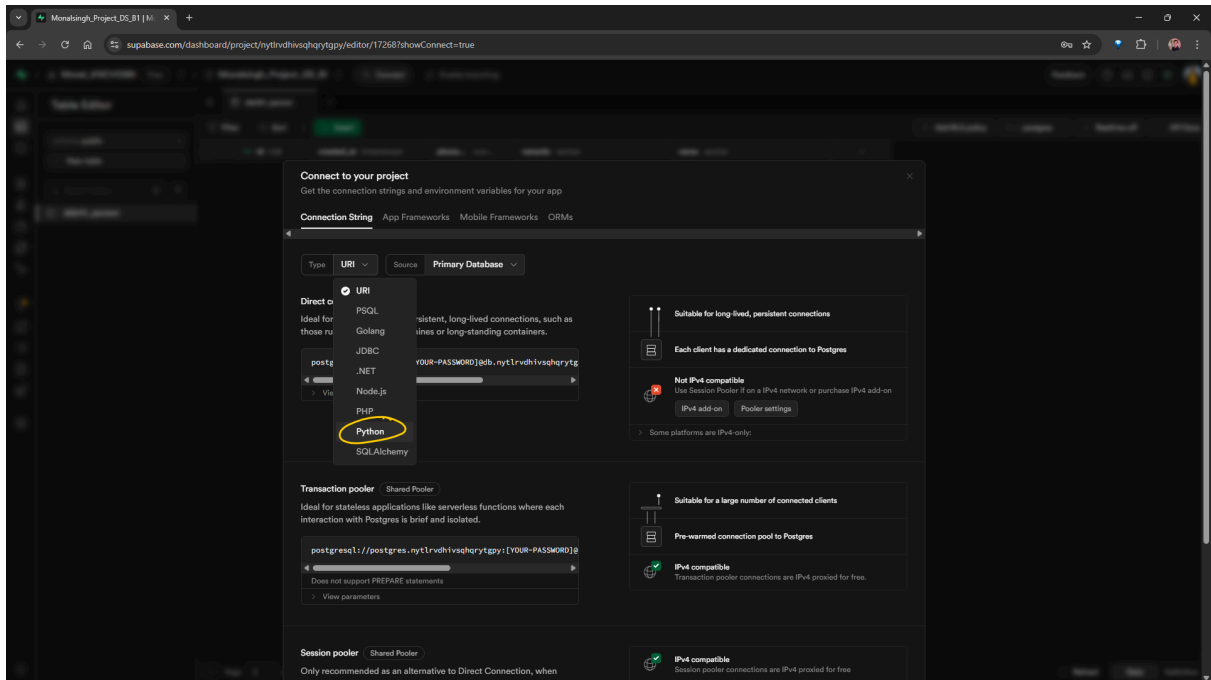 Monalsingh_Project_DS_B1 | M
supabase.com/dashboard/project/nytlrvdhivsqhqrytgpy/editor/17268?showConnect=true
Table Editor
Connect to your project
Get the connection strings and environment variables for your app
Connection String App Frameworks Mobile Frameworks ORMs
Type URI Source Primary Database
URI
PSQL
Golang
JDBC
.NET
Node.js
PHP
Python
SQLAlchemy
Direct c
Ideal for rsistent, long-lived connections, such as
those ru ines or long-standing containers.
postg YOUR-PASSWORD]@db.nytlrvdhivsqhqrytg
Vie
Suitable for long-lived, persistent connections
Each client has a dedicated connection to Postgres
Not IPv4 compatible
Use Session Pooler if on a IPv4 network or purchase IPv4 add-on
IPv4 add-on Pooler settings
Some platforms are IPv4-only:
Transaction pooler Shared Pooler
Ideal for stateless applications like serverless functions where each
interaction with Postgres is brief and isolated.
postgresql://postgres.nytlrvdhivsqhqrytgpy:[YOUR-PASSWORD]@
Does not support PREPARE statements
View parameters
Suitable for a large number of connected clients
Pre-warmed connection pool to Postgres
IPv4 compatible
Transaction pooler connections are IPv4 proxied for free.
Session pooler Shared Pooler
Only recommended as an alternative to Direct Connection, when
IPv4 compatible
Session pooler connections are IPv4 proxied for free